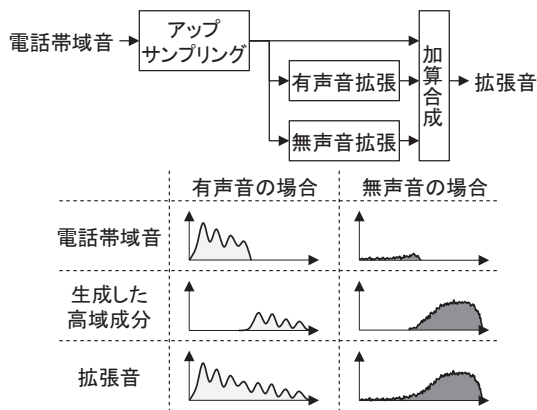 電話帯域音
アップ
サンプリング
有声音拡張
無声音拡張
加算合成
拡張音
有声音の場合
無声音の場合
電話帯域音
生成した
高域成分
拡張音